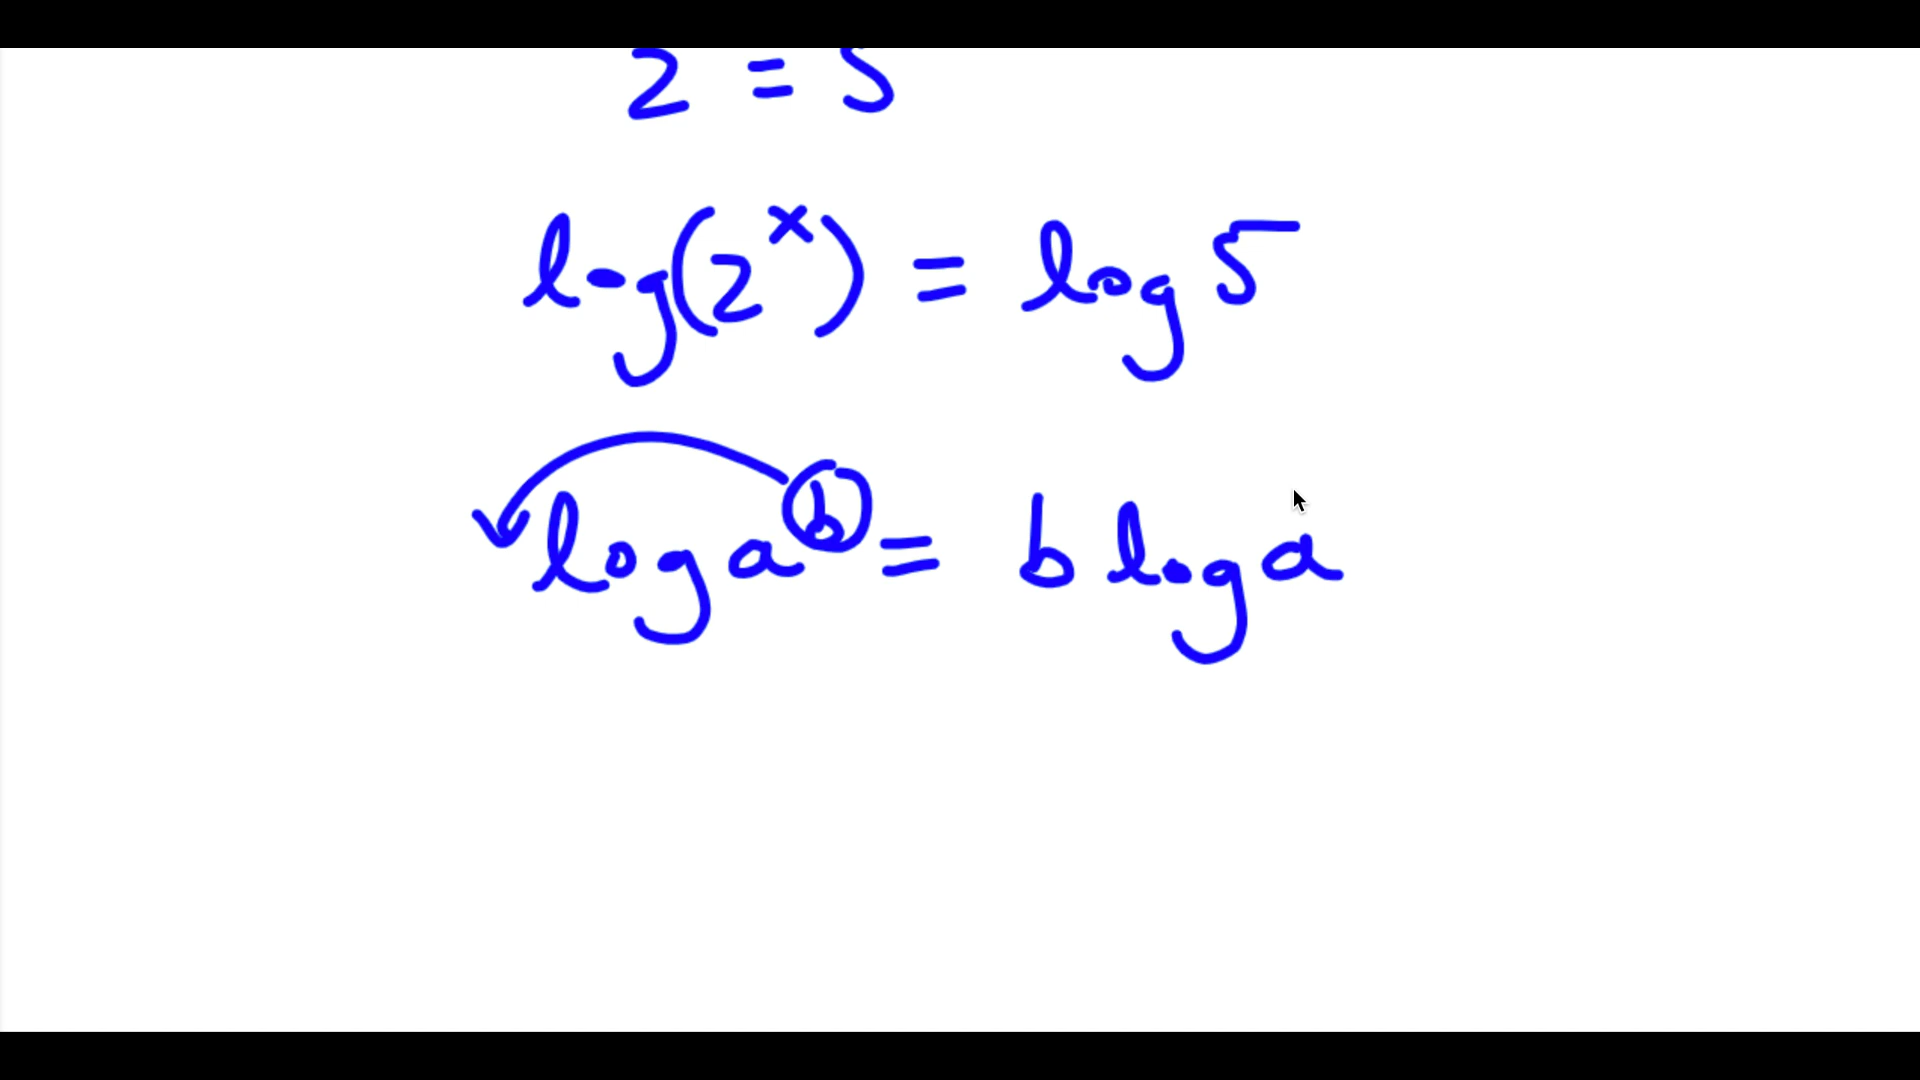 2 = 5
log(2^x) = log 5
log a^b = b log a